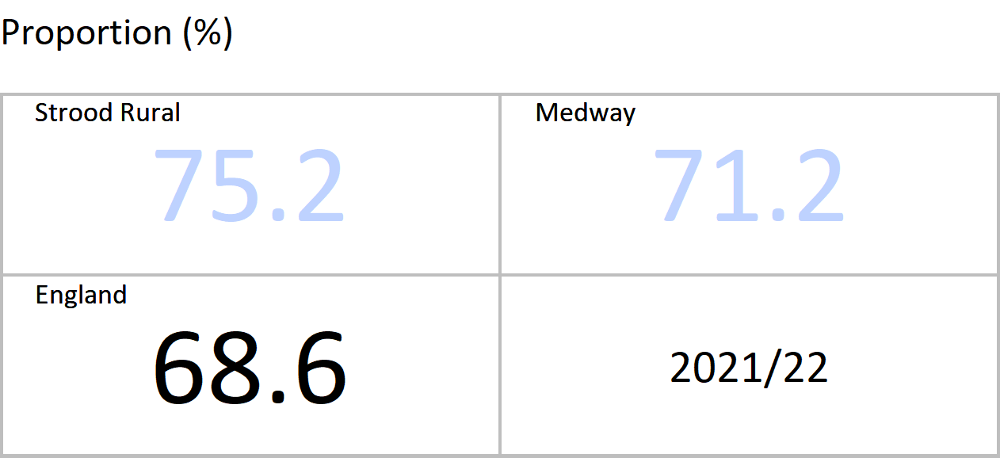 Proportion (%)
Strood Rural
75.2
Medway
71.2
England
68.6
2021/22